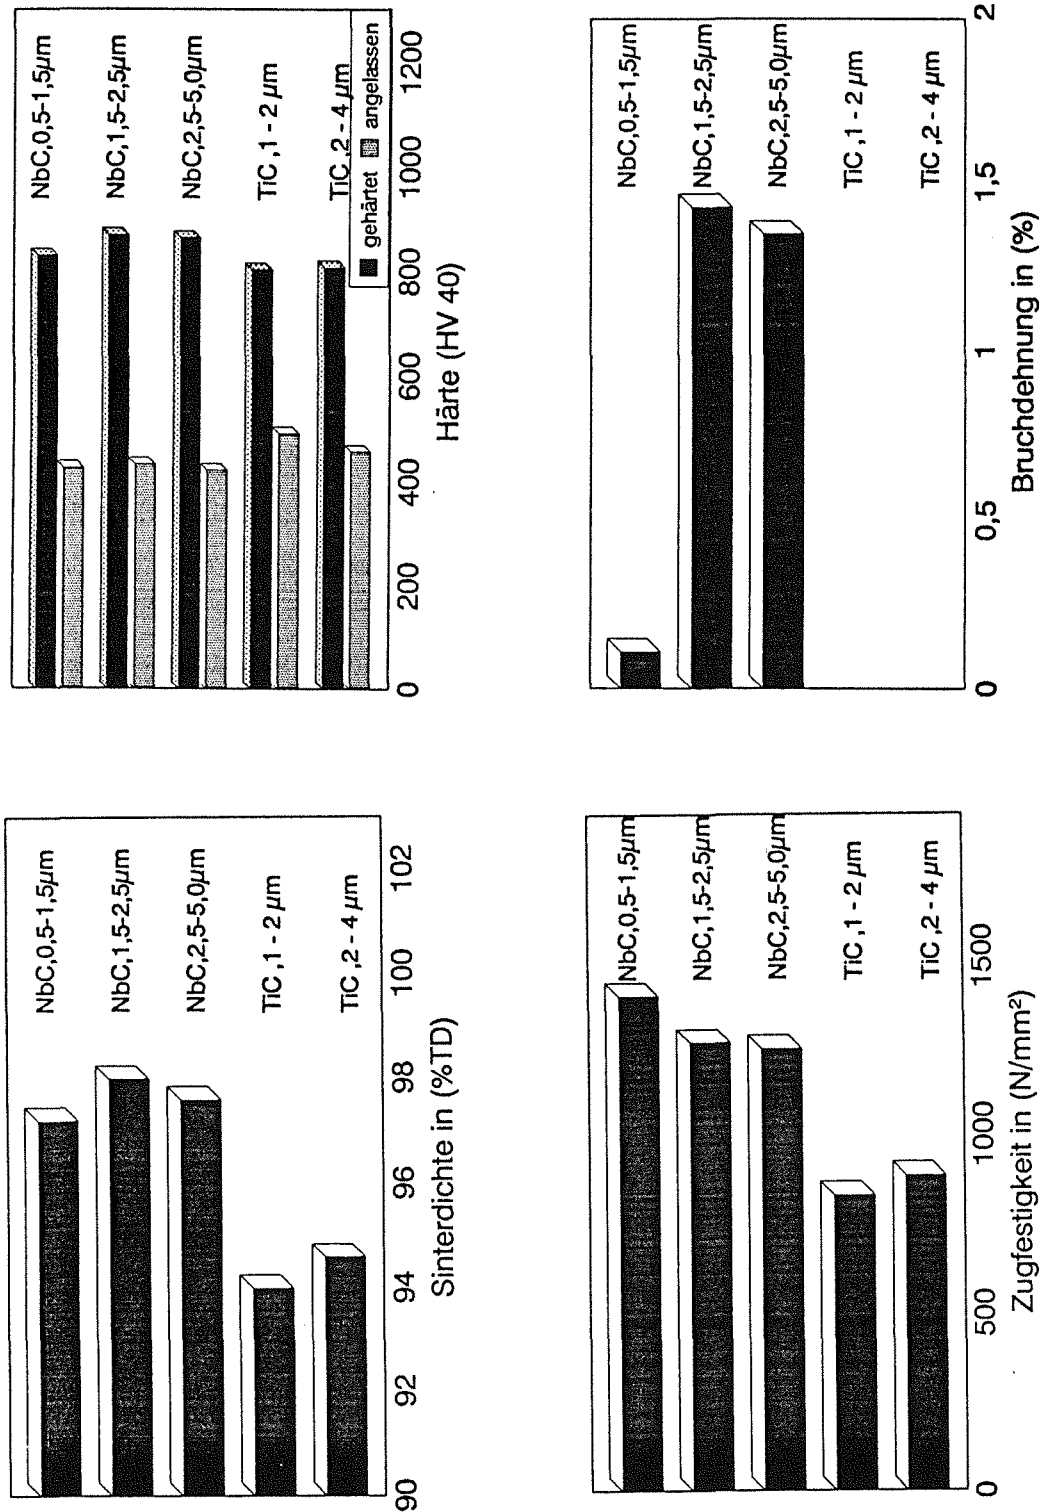 NbC,0,5-1,5µm
NbC,1,5-2,5µm
NbC,2,5-5,0µm
TiC,1 - 2 µm
TiC,2 - 4 µm
90 92 94 96 98 100 102
Sinterdichte in (%TD)
NbC,0,5-1,5µm
NbC,1,5-2,5µm
NbC,2,5-5,0µm
TiC,1 - 2 µm
TiC,2 - 4 µm
gehärtet angelassen
0 200 400 600 800 1000 1200
Härte (HV 40)
NbC,0,5-1,5µm
NbC,1,5-2,5µm
NbC,2,5-5,0µm
TiC,1 - 2 µm
TiC,2 - 4 µm
0 500 1000 1500
Zugfestigkeit in (N/mm²)
NbC,0,5-1,5µm
NbC,1,5-2,5µm
NbC,2,5-5,0µm
TiC,1 - 2 µm
TiC,2 - 4 µm
0 0,5 1 1,5 2
Bruchdehnung in (%)